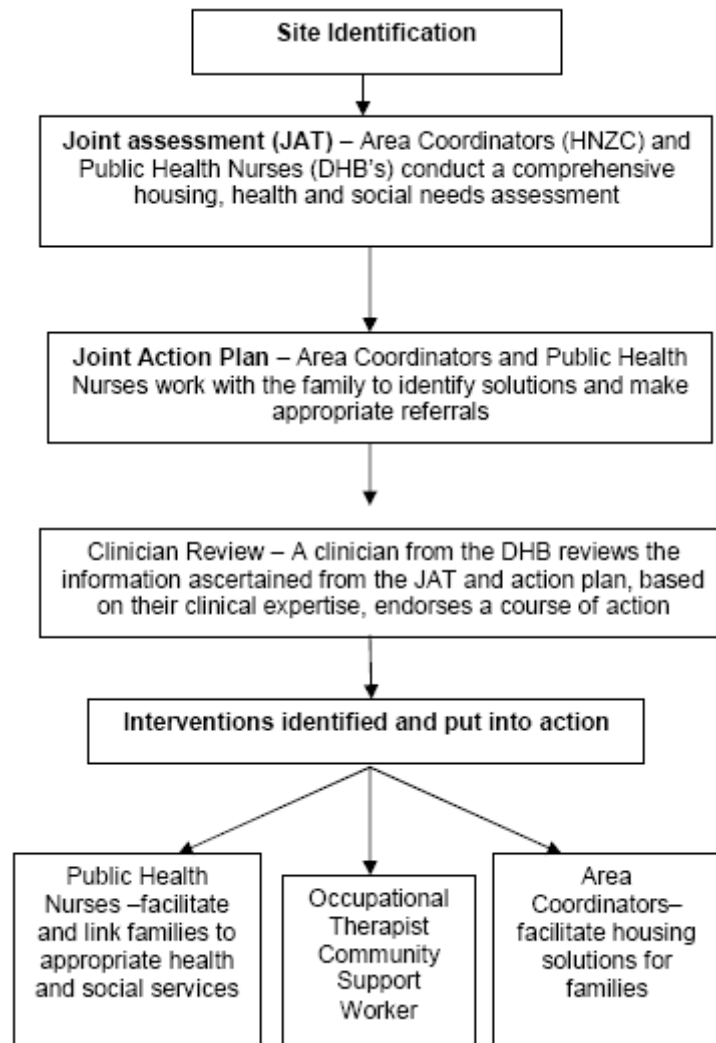 Site Identification
Joint assessment (JAT) – Area Coordinators (HNZC) and
Public Health Nurses (DHB's) conduct a comprehensive
housing, health and social needs assessment
Joint Action Plan – Area Coordinators and Public Health
Nurses work with the family to identify solutions and make
appropriate referrals
Clinician Review – A clinician from the DHB reviews the
information ascertained from the JAT and action plan, based
on their clinical expertise, endorses a course of action
Interventions identified and put into action
Public Health
Nurses –facilitate
and link families to
appropriate health
and social services
Occupational
Therapist
Community
Support
Worker
Area
Coordinators–
facilitate housing
solutions for
families